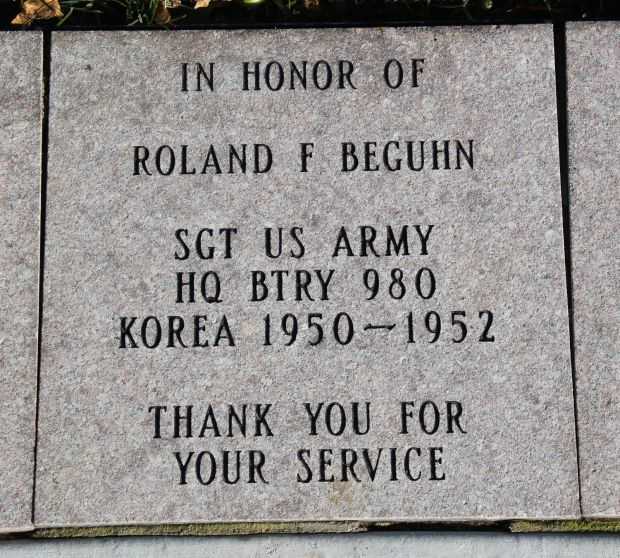 IN HONOR OF
ROLAND F BEGUHN
SGT US ARMY
HQ BTRY 980
KOREA 1950-1952
THANK YOU FOR
YOUR SERVICE